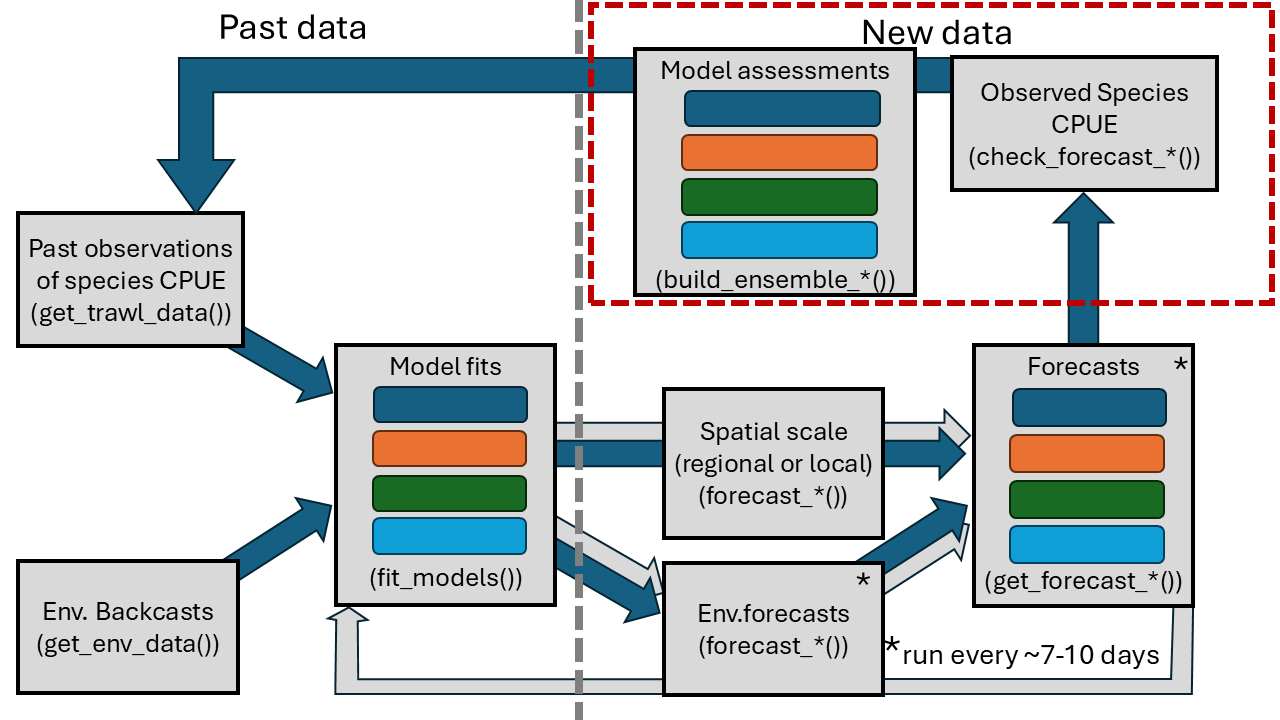 Past data
New data
Model assessments
(build_ensemble_*())
Observed Species
CPUE
(check_forecast_*())
Past observations
of species CPUE
(get_trawl_data())
Model fits
(fit_models())
Spatial scale
(regional or local)
(forecast_*())
Forecasts *
(get_forecast_*())
Env. Backcasts
(get_env_data())
*
Env.forecasts
(forecast_*())
*run every ~7-10 days